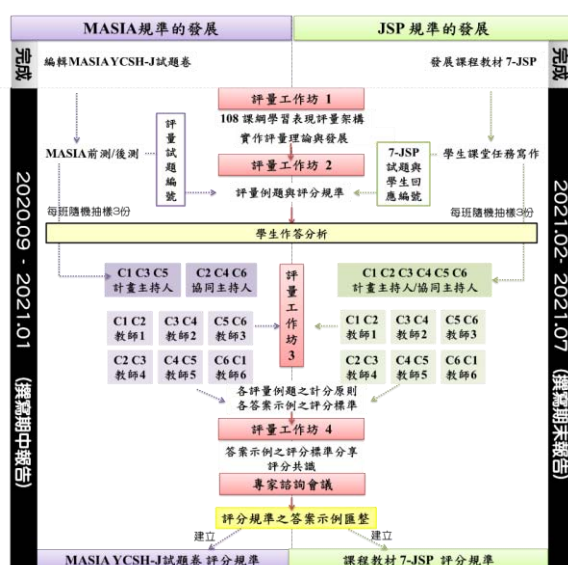 MASIA規準的發展
JSP 規準的發展
完成
編輯MASIA YCSH-J試題卷
發展課程教材 7-JSP
完成
評量工作坊 1
108 課綱學習表現評量架構
實作評量理論與發展
評量試題編號
MASIA前測/後測
7-JSP
試題與
學生回
應編號
學生課堂任務寫作
評量工作坊 2
評量例題與評分規準
每班隨機抽樣3份
每班隨機抽樣3份
學生作答分析
C1 C3 C5
計畫主持人
C2 C4 C6
協同主持人
評量工作坊3
C1 C2 C3 C4 C5 C6
計畫主持人/協同主持人
C1 C2
教師1
C3 C4
教師2
C5 C6
教師3
C1 C2
教師1
C3 C4
教師2
C5 C6
教師3
C2 C3
教師4
C4 C5
教師5
C6 C1
教師6
C2 C3
教師4
C4 C5
教師5
C6 C1
教師6
各評量例題之計分原則
各答案示例之評分標準
評量工作坊 4
答案示例之評分標準分享
評分共識
專家諮詢會議
評分規準之答案示例匯整
建立
建立
MASIA YCSH-J試題卷 評分規準
課程教材 7-JSP 評分規準
2020.09 - 2021.01 (撰寫期中報告)
2021.02- 2021.07 (撰寫期末報告)